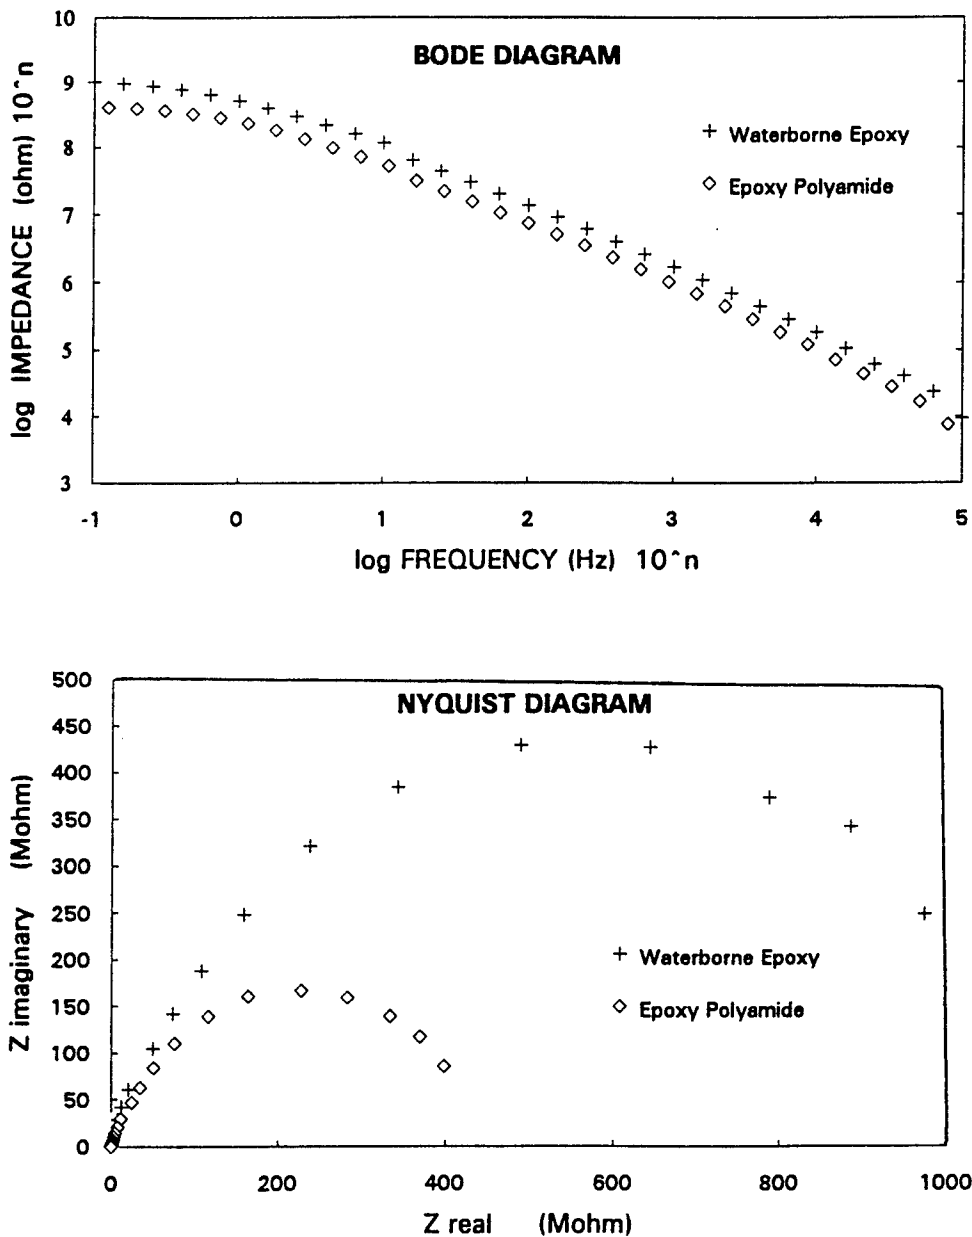 BODE DIAGRAM
log IMPEDANCE (ohm) 10^n
10
9
8
7
6
5
4
3
+ Waterborne Epoxy
◇ Epoxy Polyamide
-1 0 1 2 3 4 5
log FREQUENCY (Hz) 10^n
NYQUIST DIAGRAM
Z imaginary (Mohm)
500
450
400
350
300
250
200
150
100
50
0
+ Waterborne Epoxy
◇ Epoxy Polyamide
0 200 400 600 800 1000
Z real (Mohm)